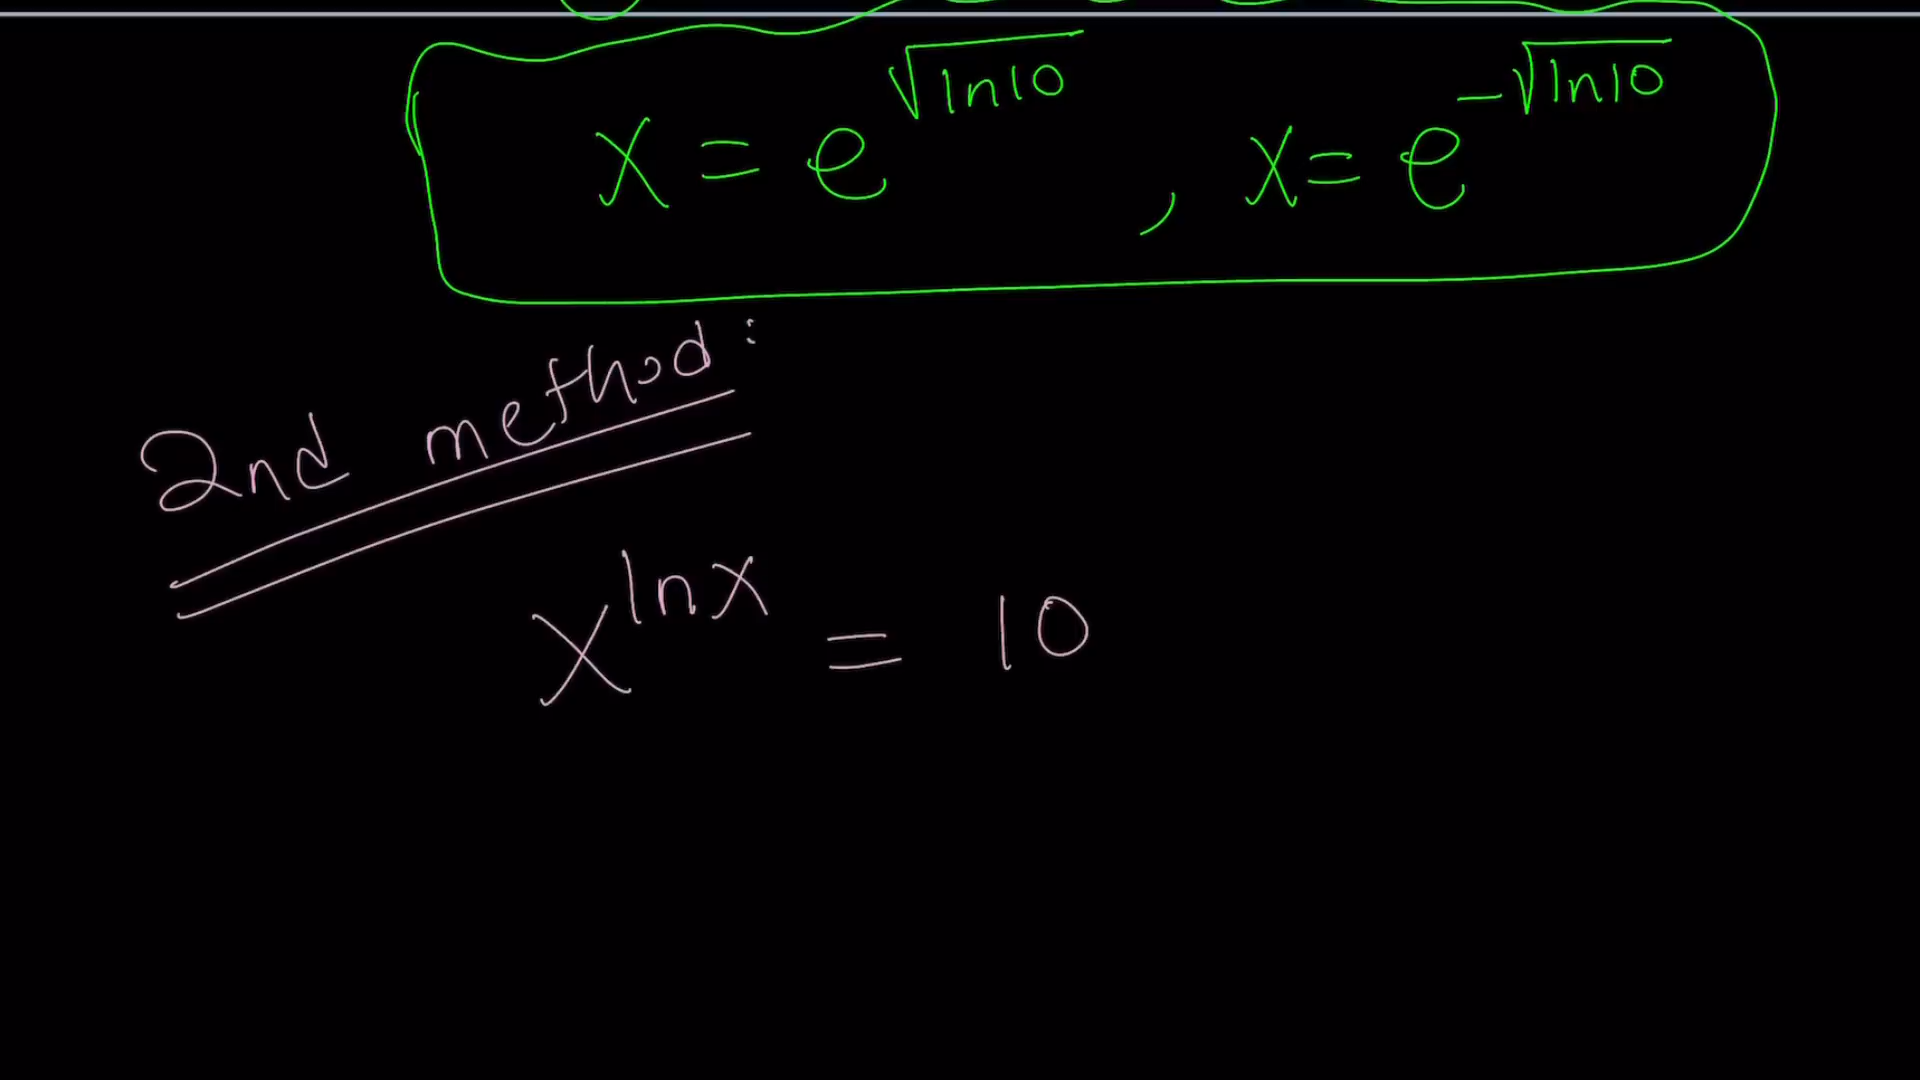 x = e^√ln10 , x = e^-√ln10
2nd method:
x^lnx = 10